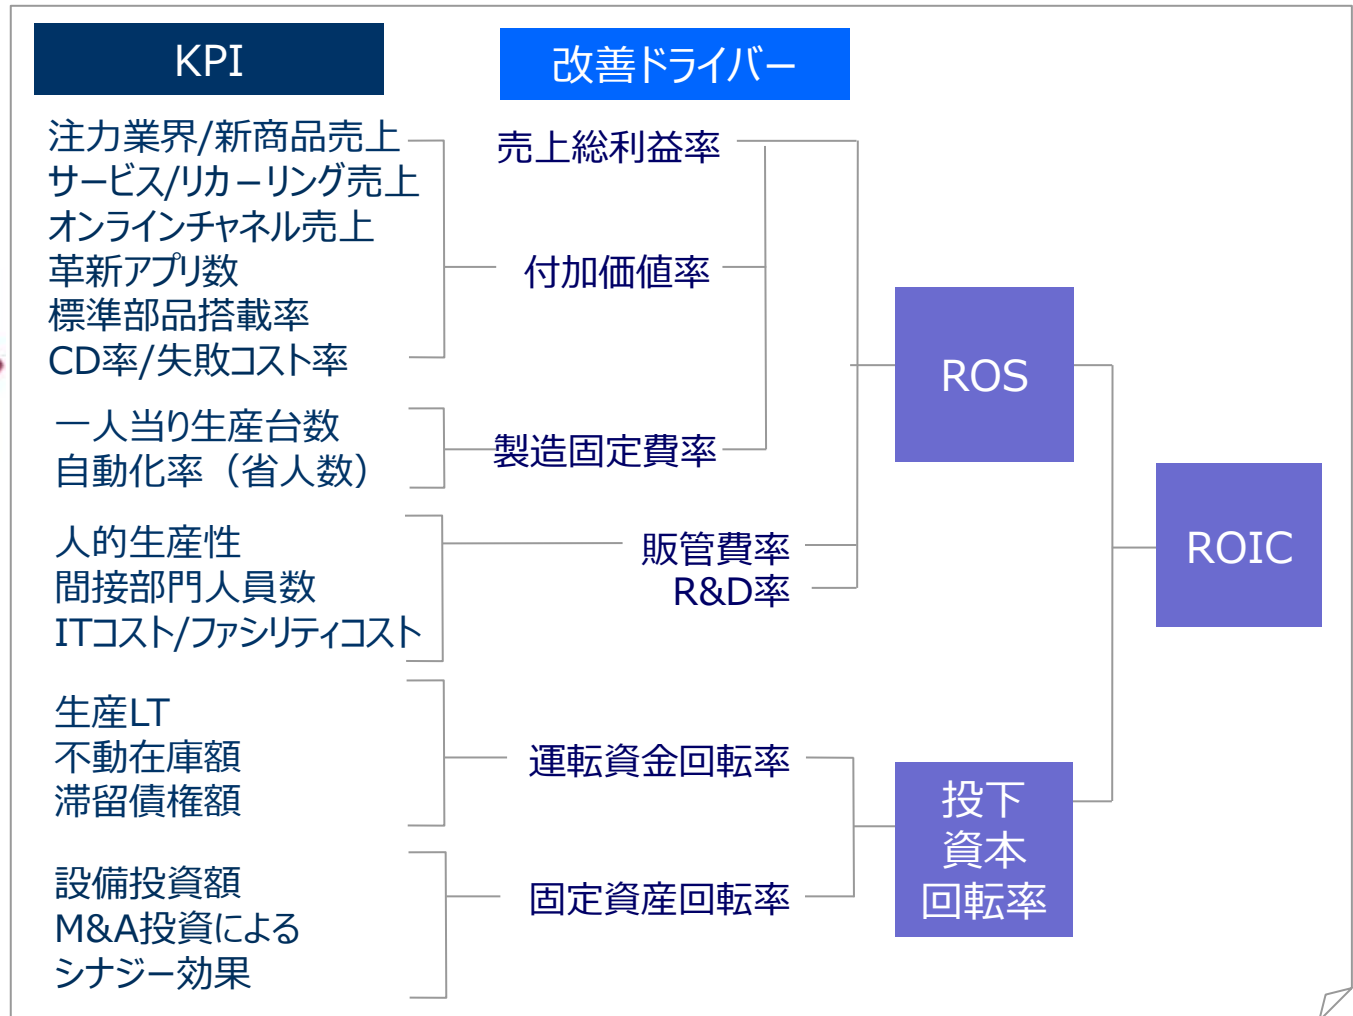 KPI
改善ドライバー
注力業界/新商品売上
サービス/リカーリング売上
オンラインチャネル売上
革新アプリ数
標準部品搭載率
CD率/失敗コスト率
一人当り生産台数
自動化率（省人数）
人的生産性
間接部門人員数
ITコスト/ファシリティコスト
生産LT
不動在庫額
滞留債権額
設備投資額
M&A投資による
シナジー効果
売上総利益率
付加価値率
製造固定費率
販管費率
R&D率
運転資金回転率
固定資産回転率
ROS
投下
資本
回転率
ROIC